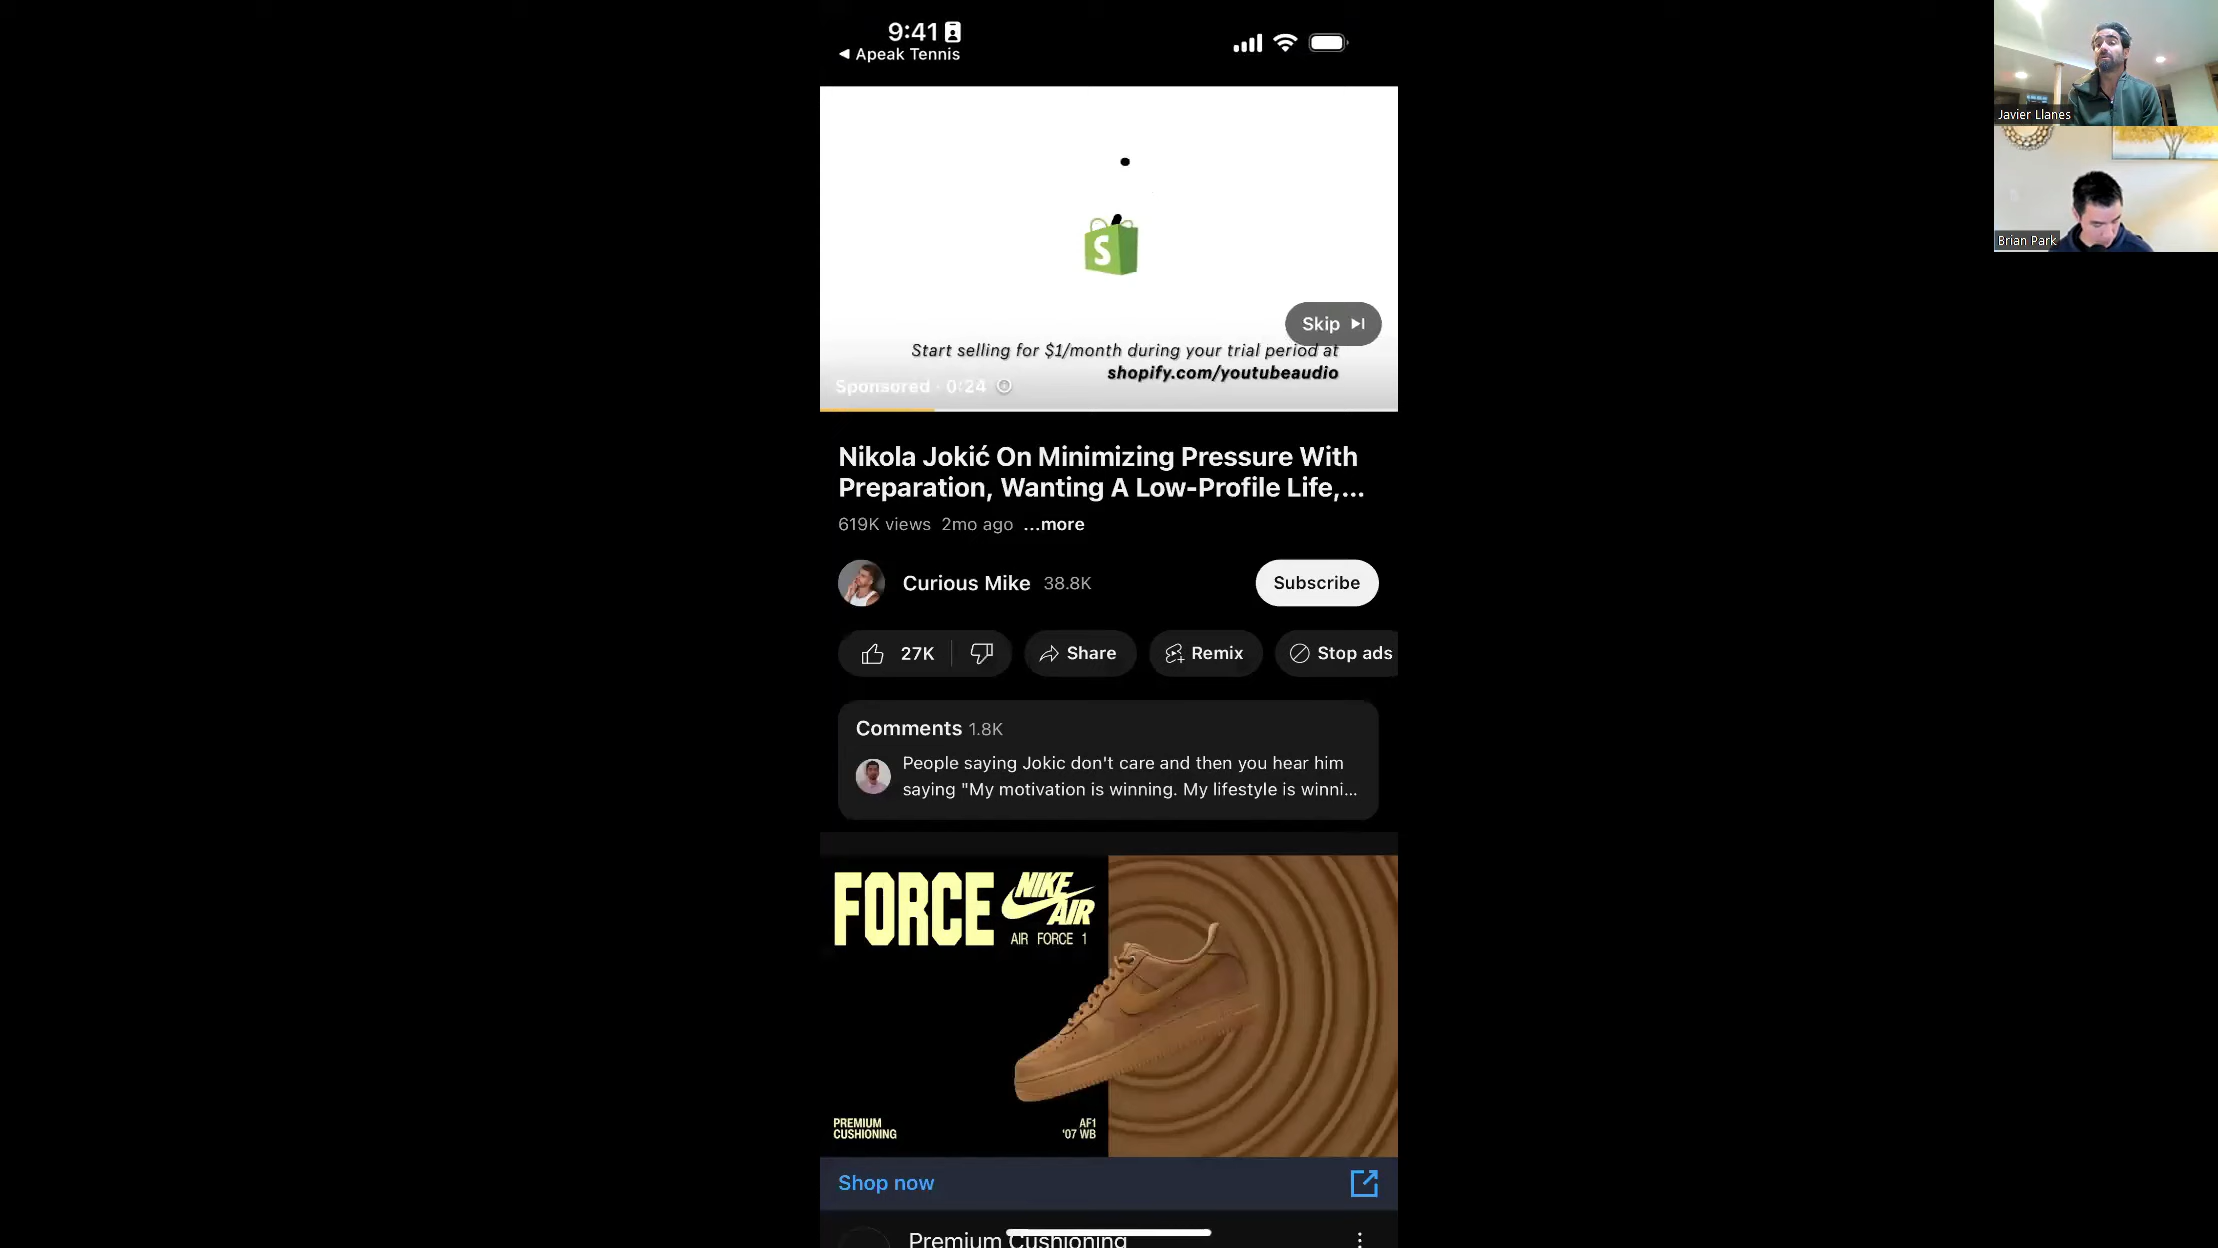 9:41
◀ Apeak Tennis
Javier Llanes
Brian Park
S
Skip
Start selling for $1/month during your trial period at
shopify.com/youtubeaudio
Sponsored · 0:24
Nikola Jokić On Minimizing Pressure With
Preparation, Wanting A Low-Profile Life,...
619K views 2mo ago ...more
Curious Mike 38.8K
Subscribe
27K
Share
Remix
Stop ads
Comments 1.8K
People saying Jokic don't care and then you hear him
saying "My motivation is winning. My lifestyle is winni...
FORCE
NIKE
AIR
AIR FORCE 1
PREMIUM
CUSHIONING
AF1
'07 WB
Shop now
Premium Cushioning